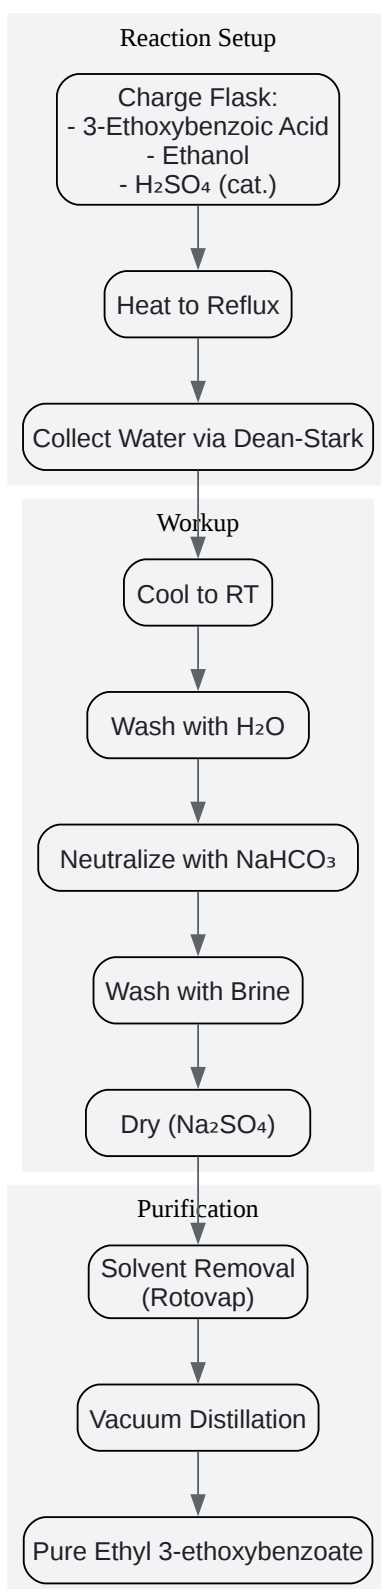 Reaction Setup
Charge Flask:
- 3-Ethoxybenzoic Acid
- Ethanol
- H₂SO₄ (cat.)
Heat to Reflux
Collect Water via Dean-Stark
Workup
Cool to RT
Wash with H₂O
Neutralize with NaHCO₃
Wash with Brine
Dry (Na₂SO₄)
Purification
Solvent Removal
(Rotovap)
Vacuum Distillation
Pure Ethyl 3-ethoxybenzoate